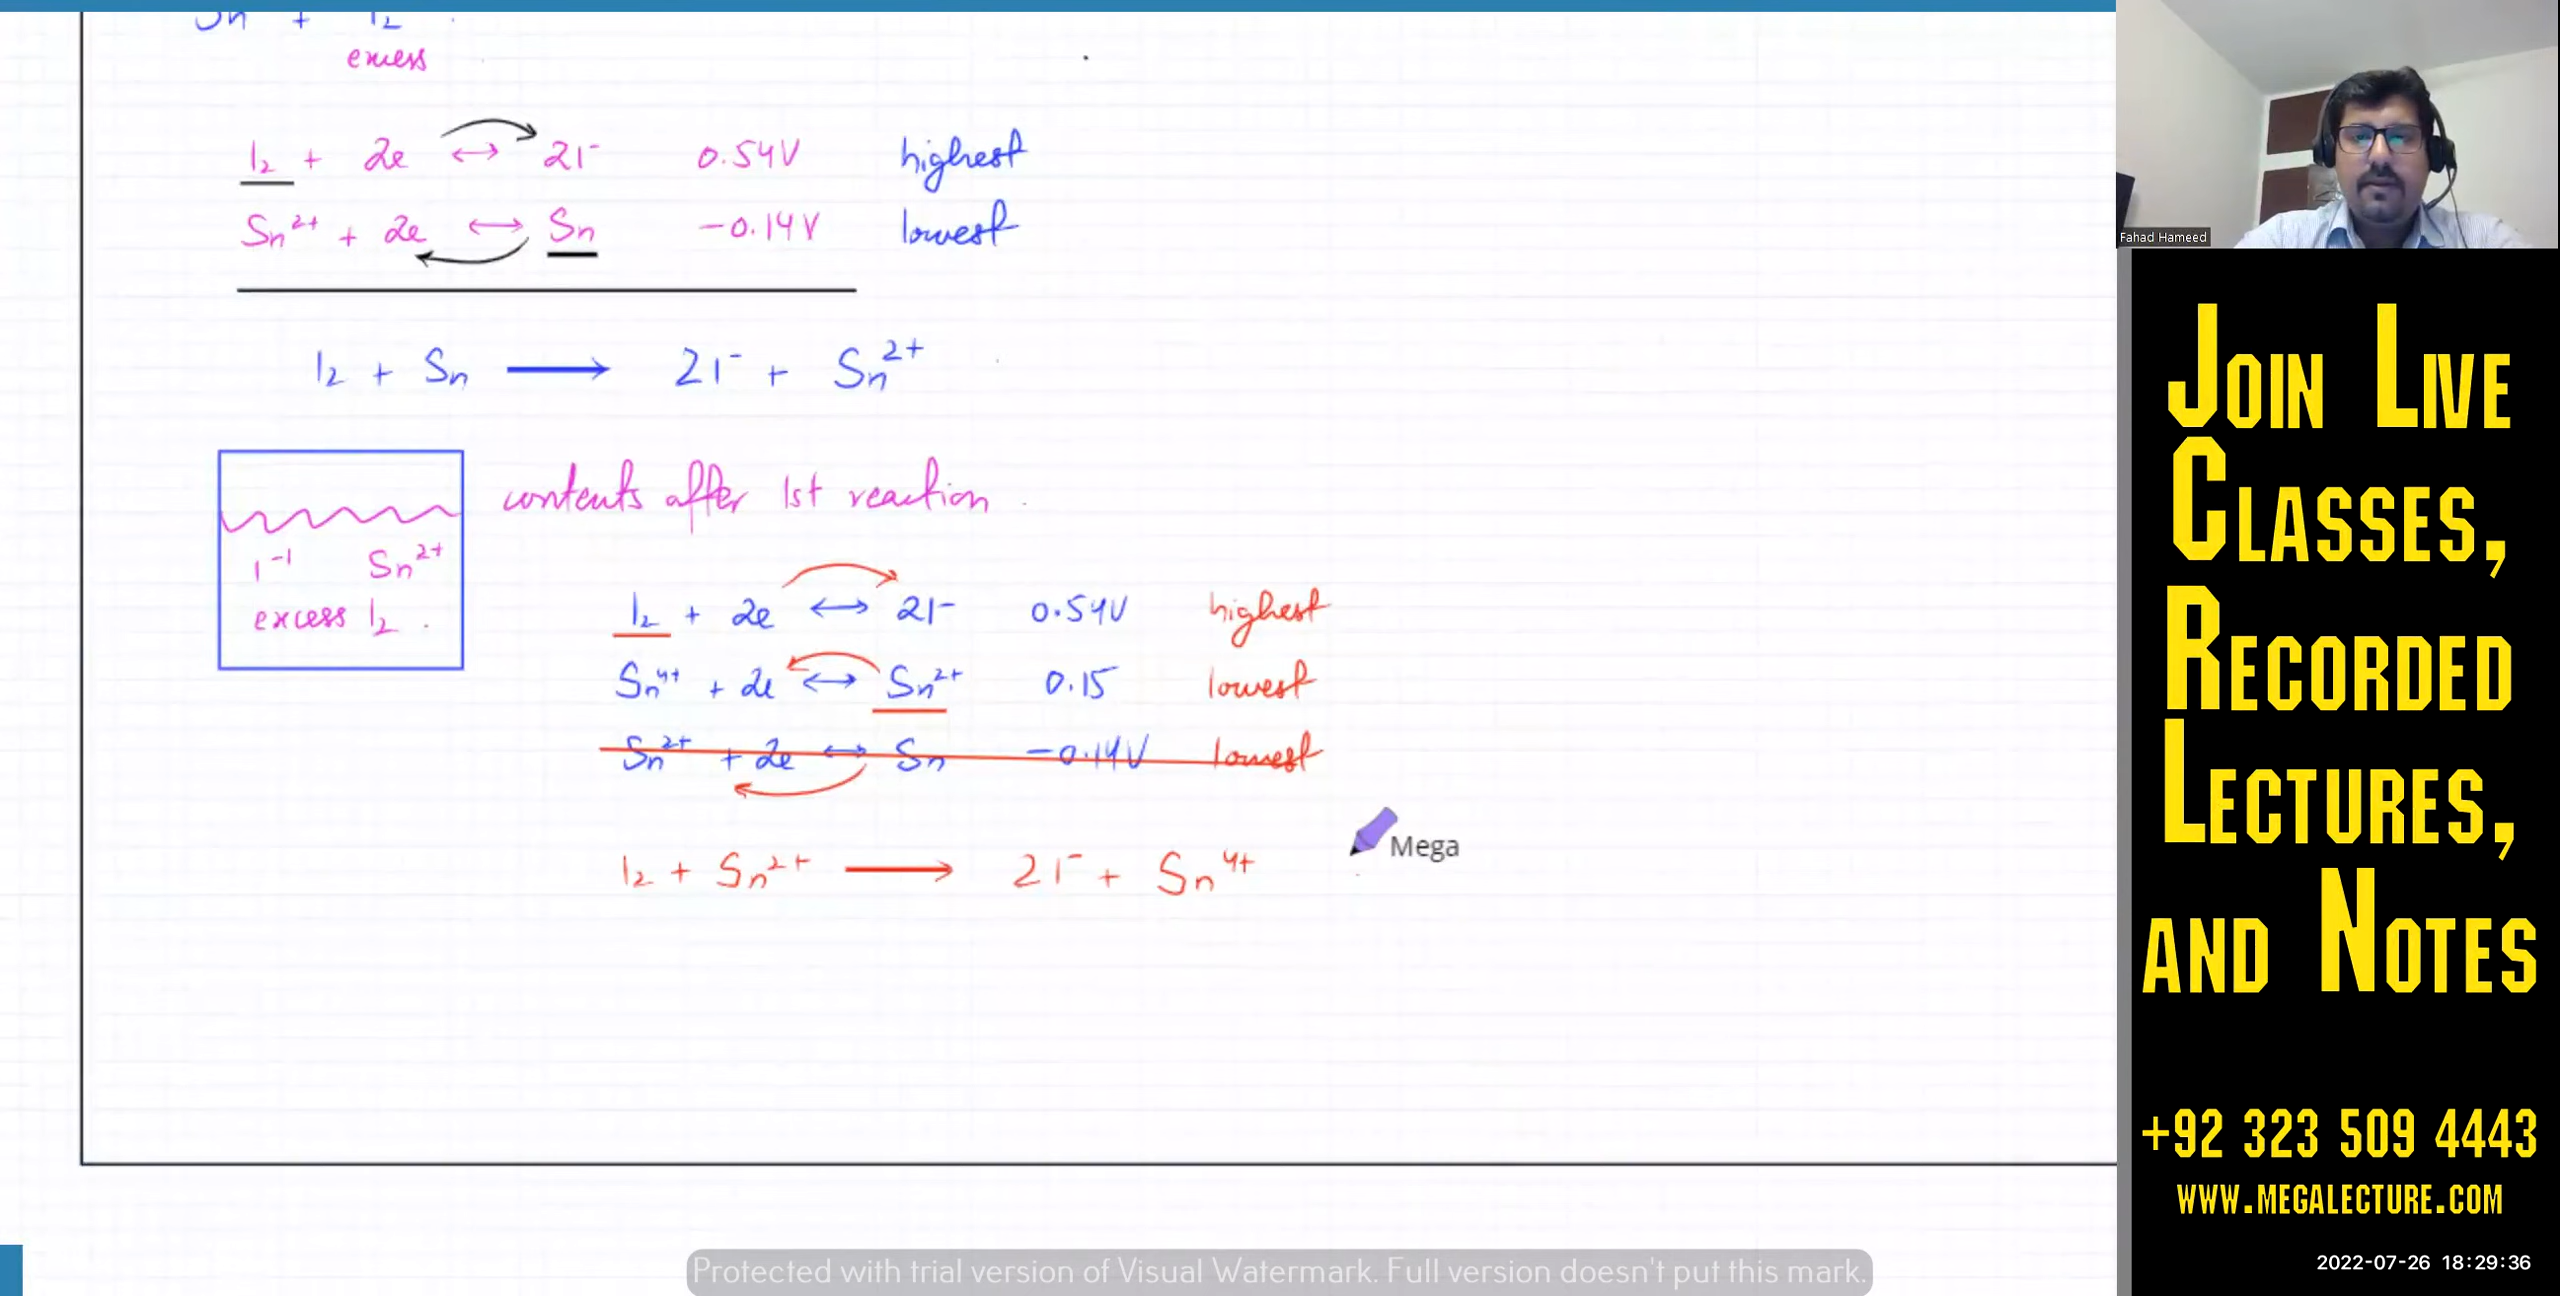 Sn + I₂
excess
I₂ + 2e ⟷ 2I⁻ 0.54V highest
Sn²⁺ + 2e ⟷ Sn -0.14V lowest
I₂ + Sn ⟶ 2I⁻ + Sn²⁺
contents after 1st reaction
I⁻¹ Sn²⁺
excess I₂
I₂ + 2e ⟷ 2I⁻ 0.54V highest
Sn⁴⁺ + 2e ⟷ Sn²⁺ 0.15 lowest
Sn²⁺ + 2e ⟷ Sn -0.14V lowest
I₂ + Sn²⁺ ⟶ 2I⁻ + Sn⁴⁺
Mega
Fahad Hameed
JOIN LIVE
CLASSES,
RECORDED
LECTURES,
AND NOTES
+92 323 509 4443
WWW.MEGALECTURE.COM
2022-07-26 18:29:36
Protected with trial version of Visual Watermark. Full version doesn't put this mark.